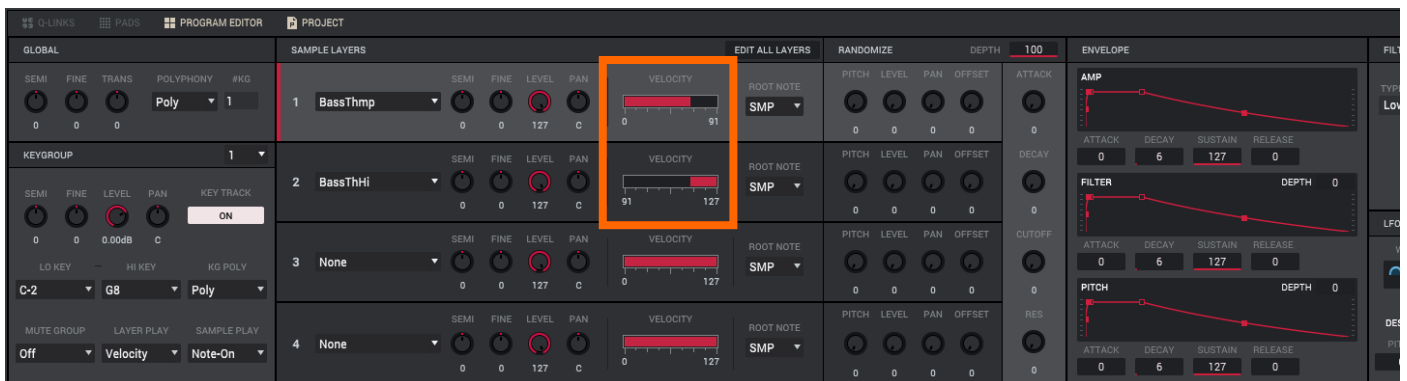 Q-LINKS PADS PROGRAM EDITOR PROJECT
GLOBAL
SEMI FINE TRANS POLYPHONY #KG
Poly 1
0 0 0
KEYGROUP 1
SEMI FINE LEVEL PAN KEY TRACK
ON
0 0 0.00dB C
LO KEY – HI KEY KG POLY
C-2 G8 Poly
MUTE GROUP LAYER PLAY SAMPLE PLAY
Off Velocity Note-On
SAMPLE LAYERS EDIT ALL LAYERS
SEMI FINE LEVEL PAN VELOCITY ROOT NOTE
1 BassThmp SMP
0 0 127 C 0 91
SEMI FINE LEVEL PAN VELOCITY ROOT NOTE
2 BassThHi SMP
0 0 127 C 91 127
SEMI FINE LEVEL PAN VELOCITY ROOT NOTE
3 None SMP
0 0 127 C 0 127
SEMI FINE LEVEL PAN VELOCITY ROOT NOTE
4 None SMP
0 0 127 C 0 127
RANDOMIZE DEPTH 100
PITCH LEVEL PAN OFFSET ATTACK
0 0 0 0 0
PITCH LEVEL PAN OFFSET DECAY
0 0 0 0 0
PITCH LEVEL PAN OFFSET CUTOFF
0 0 0 0 0
PITCH LEVEL PAN OFFSET RES
0 0 0 0 0
ENVELOPE
AMP
ATTACK DECAY SUSTAIN RELEASE
0 6 127 0
FILTER DEPTH 0
ATTACK DECAY SUSTAIN RELEASE
0 6 127 0
PITCH DEPTH 0
ATTACK DECAY SUSTAIN RELEASE
0 6 127 0
LFO